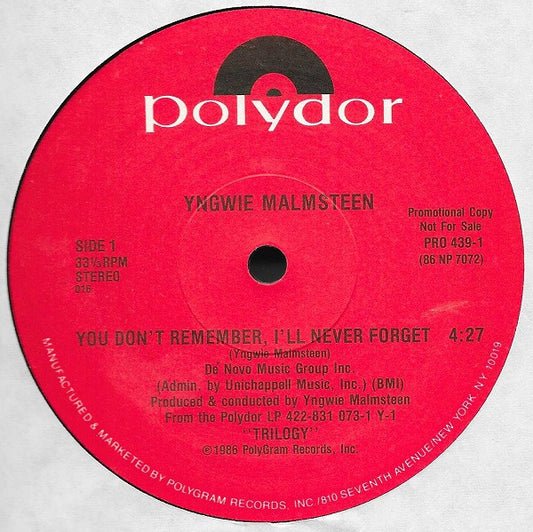 polydor
YNGWIE MALMSTEEN
Promotional Copy
Not For Sale
PRO 439-1
(86 NP 7072)
SIDE 1
33⅓ RPM
STEREO
016
YOU DON'T REMEMBER, I'LL NEVER FORGET 4:27
(Yngwie Malmsteen)
De Novo Music Group Inc.
(Admin. by Unichappell Music, Inc.) (BMI)
Produced & conducted by Yngwie Malmsteen
From the Polydor LP 422-831 073-1 Y-1
"TRILOGY"
©1986 PolyGram Records, Inc.
MANUFACTURED & MARKETED BY POLYGRAM RECORDS, INC./810 SEVENTH AVENUE/NEW YORK, NY 10019